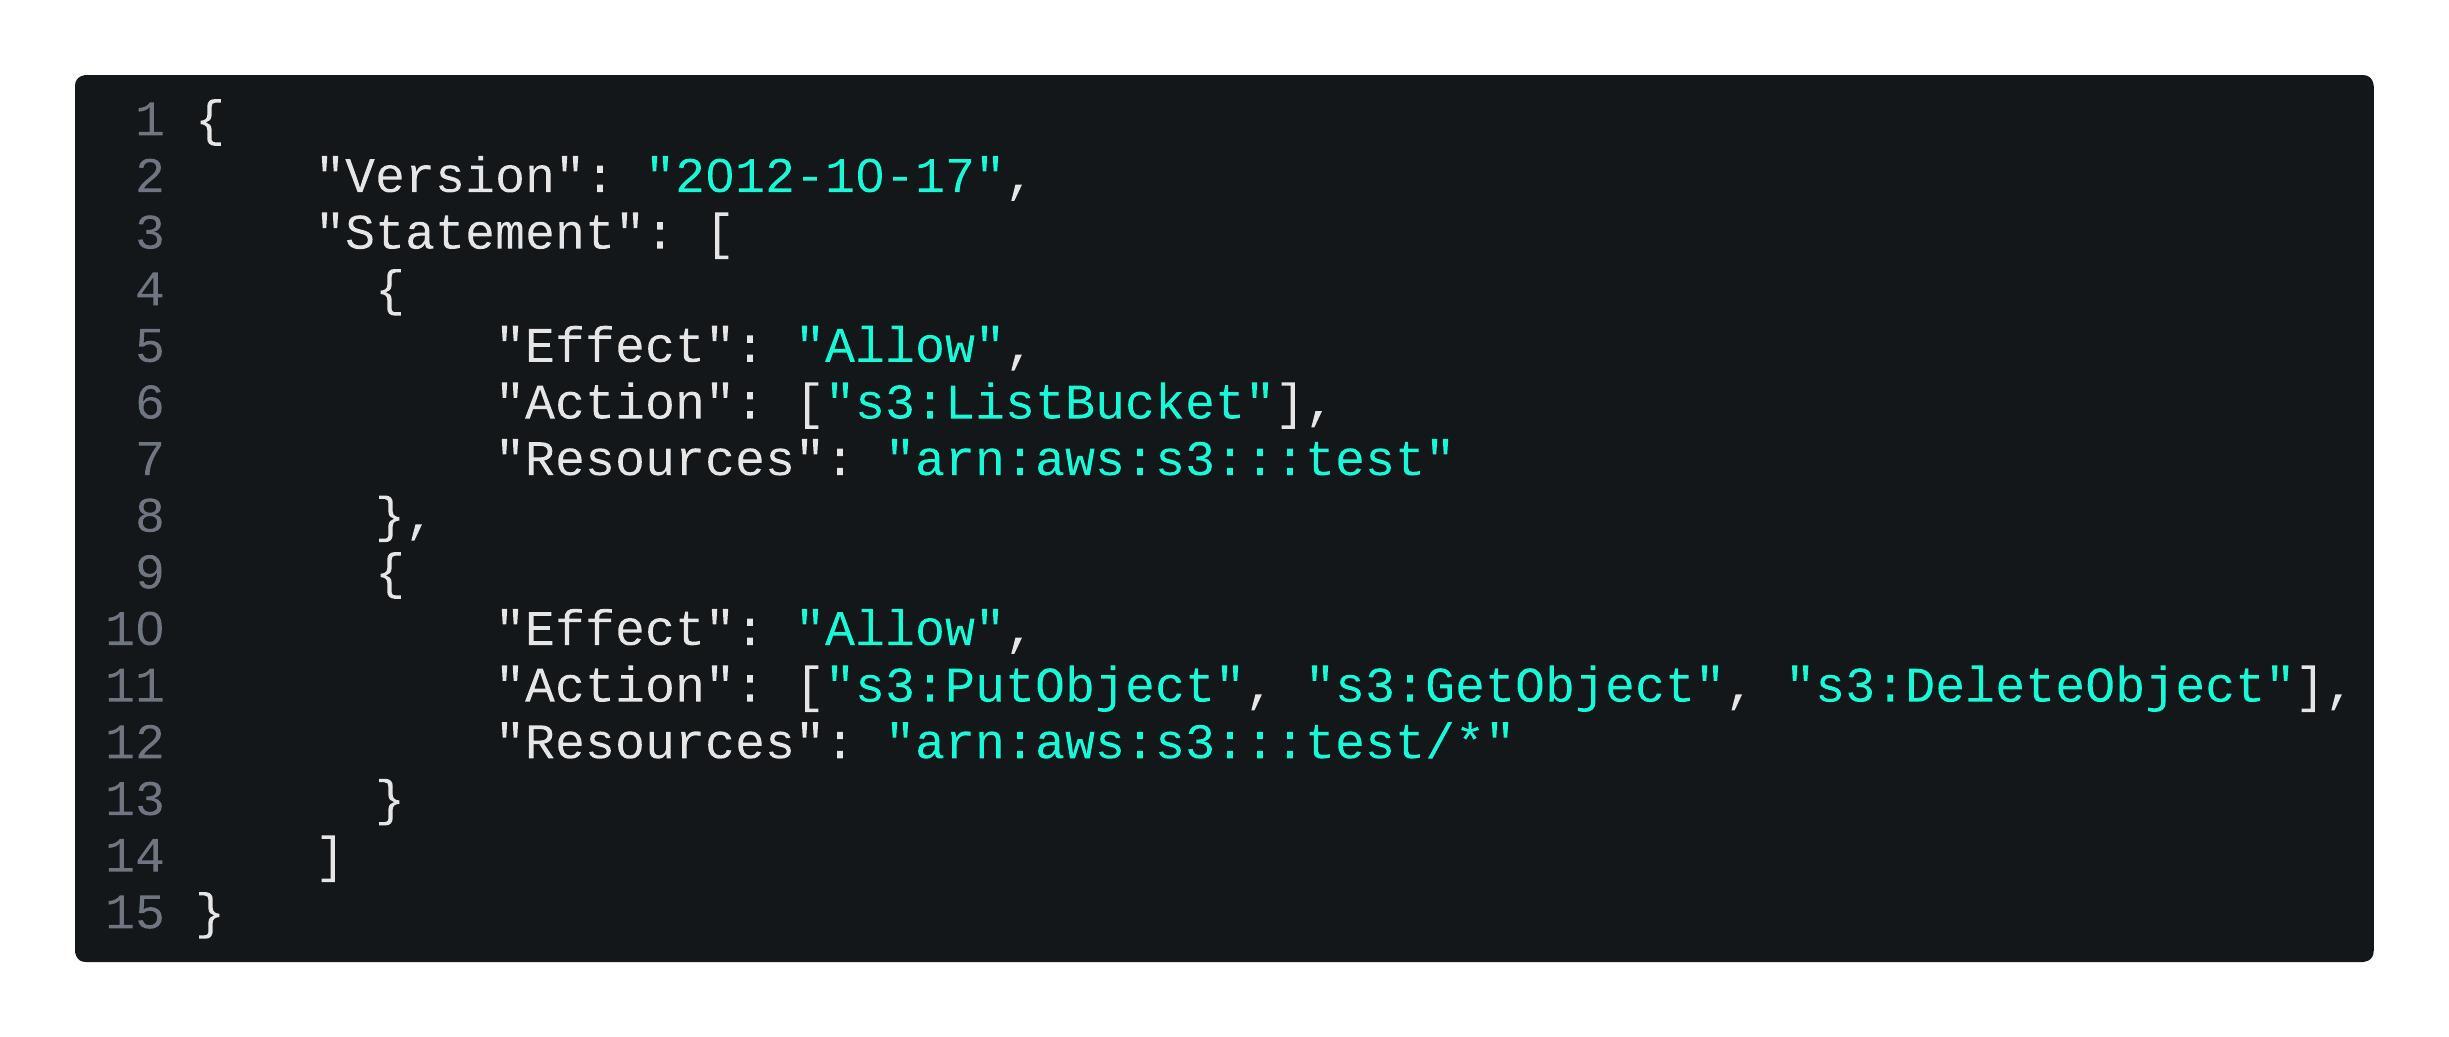 1 {
2     "Version": "2012-10-17",
3     "Statement": [
4       {
5           "Effect": "Allow",
6           "Action": ["s3:ListBucket"],
7           "Resources": "arn:aws:s3:::test"
8       },
9       {
10           "Effect": "Allow",
11           "Action": ["s3:PutObject", "s3:GetObject", "s3:DeleteObject"],
12           "Resources": "arn:aws:s3:::test/*"
13       }
14     ]
15 }